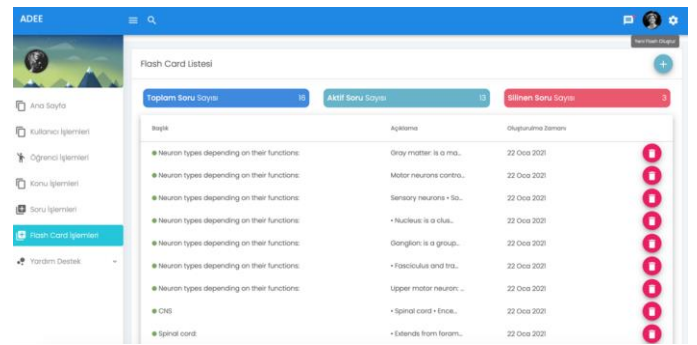 ADEE
Yeni Flash Oluştur
Flash Card Listesi
Toplam Soru Sayısı 16
Aktif Soru Sayısı 13
Silinen Soru Sayısı 3
Ana Sayfa
Kullanıcı İşlemleri
Öğrenci İşlemleri
Konu İşlemleri
Soru İşlemleri
Flash Card İşlemleri
Yardım Destek
Başlık Açıklama Oluşturulma Zamanı
Neuron types depending on their functions: Gray matter: is a ma... 22 Oca 2021
Neuron types depending on their functions: Motor neurons contro... 22 Oca 2021
Neuron types depending on their functions: Sensory neurons • So... 22 Oca 2021
Neuron types depending on their functions: • Nucleus: is a clus... 22 Oca 2021
Neuron types depending on their functions: Ganglion: is a group... 22 Oca 2021
Neuron types depending on their functions: • Fasciculus and tra... 22 Oca 2021
Neuron types depending on their functions: Upper motor neuron: ... 22 Oca 2021
CNS • Spinal cord • Ence... 22 Oca 2021
Spinal cord: • Extends from foram... 22 Oca 2021